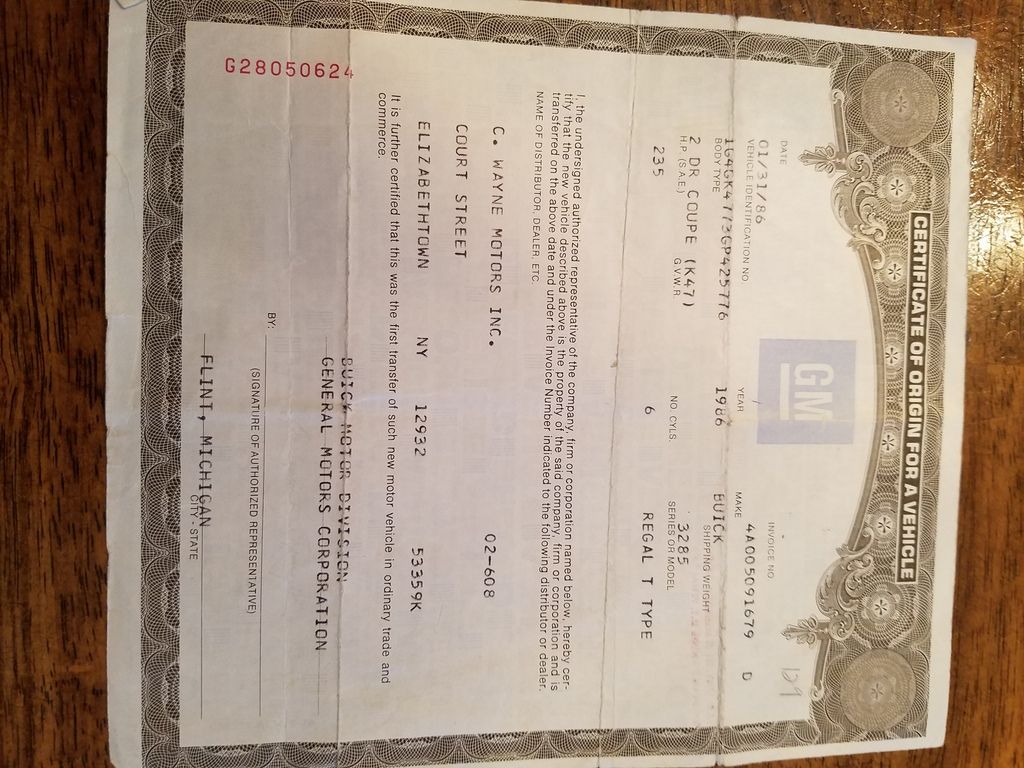 CERTIFICATE OF ORIGIN FOR A VEHICLE
GM
DATE
01/31/86
INVOICE NO.
4A005091679 D
VEHICLE IDENTIFICATION NO.
1G4GK4773GP425776
YEAR
1986
MAKE
BUICK
BODY TYPE
2 DR COUPE (K47)
SHIPPING WEIGHT
3285
H.P. (S.A.E.)
235
G.V.W.R.
NO. CYLS.
6
SERIES OR MODEL
REGAL T TYPE
I, the undersigned authorized representative of the company, firm or corporation named below, hereby cer-
tify that the new vehicle described above is the property of the said company, firm or corporation and is
transferred on the above date and under the Invoice Number indicated to the following distributor or dealer.
NAME OF DISTRIBUTOR, DEALER, ETC.
C. WAYNE MOTORS INC. 02-608
COURT STREET
ELIZABETHTOWN NY 12932 53359K
It is further certified that this was the first transfer of such new motor vehicle in ordinary trade and
commerce.
BUICK MOTOR DIVISION
GENERAL MOTORS CORPORATION
G28050624
BY:
(SIGNATURE OF AUTHORIZED REPRESENTATIVE)
FLINT, MICHIGAN
CITY - STATE